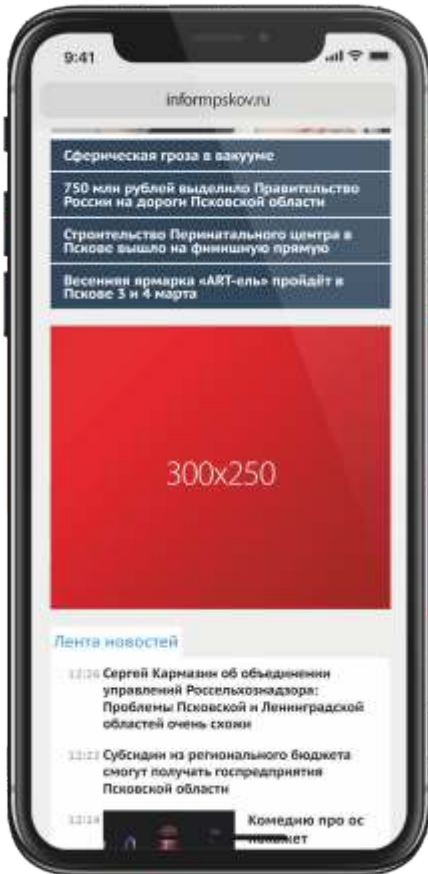 9:41
informpskov.ru
Сферическая гроза в вакууме
750 млн рублей выделило Правительство
России на дороги Псковской области
Строительство Перинатального центра в
Пскове вышло на финишную прямую
Весенняя ярмарка «ART-ель» пройдёт в
Пскове 3 и 4 марта
300x250
Лента новостей
12:26 Сергей Кармазин об объединении
управлений Россельхознадзора:
Проблемы Псковской и Ленинградской
областей очень схожи
12:22 Субсидии из регионального бюджета
смогут получать госпредприятия
Псковской области
Комедию про ос
покажет